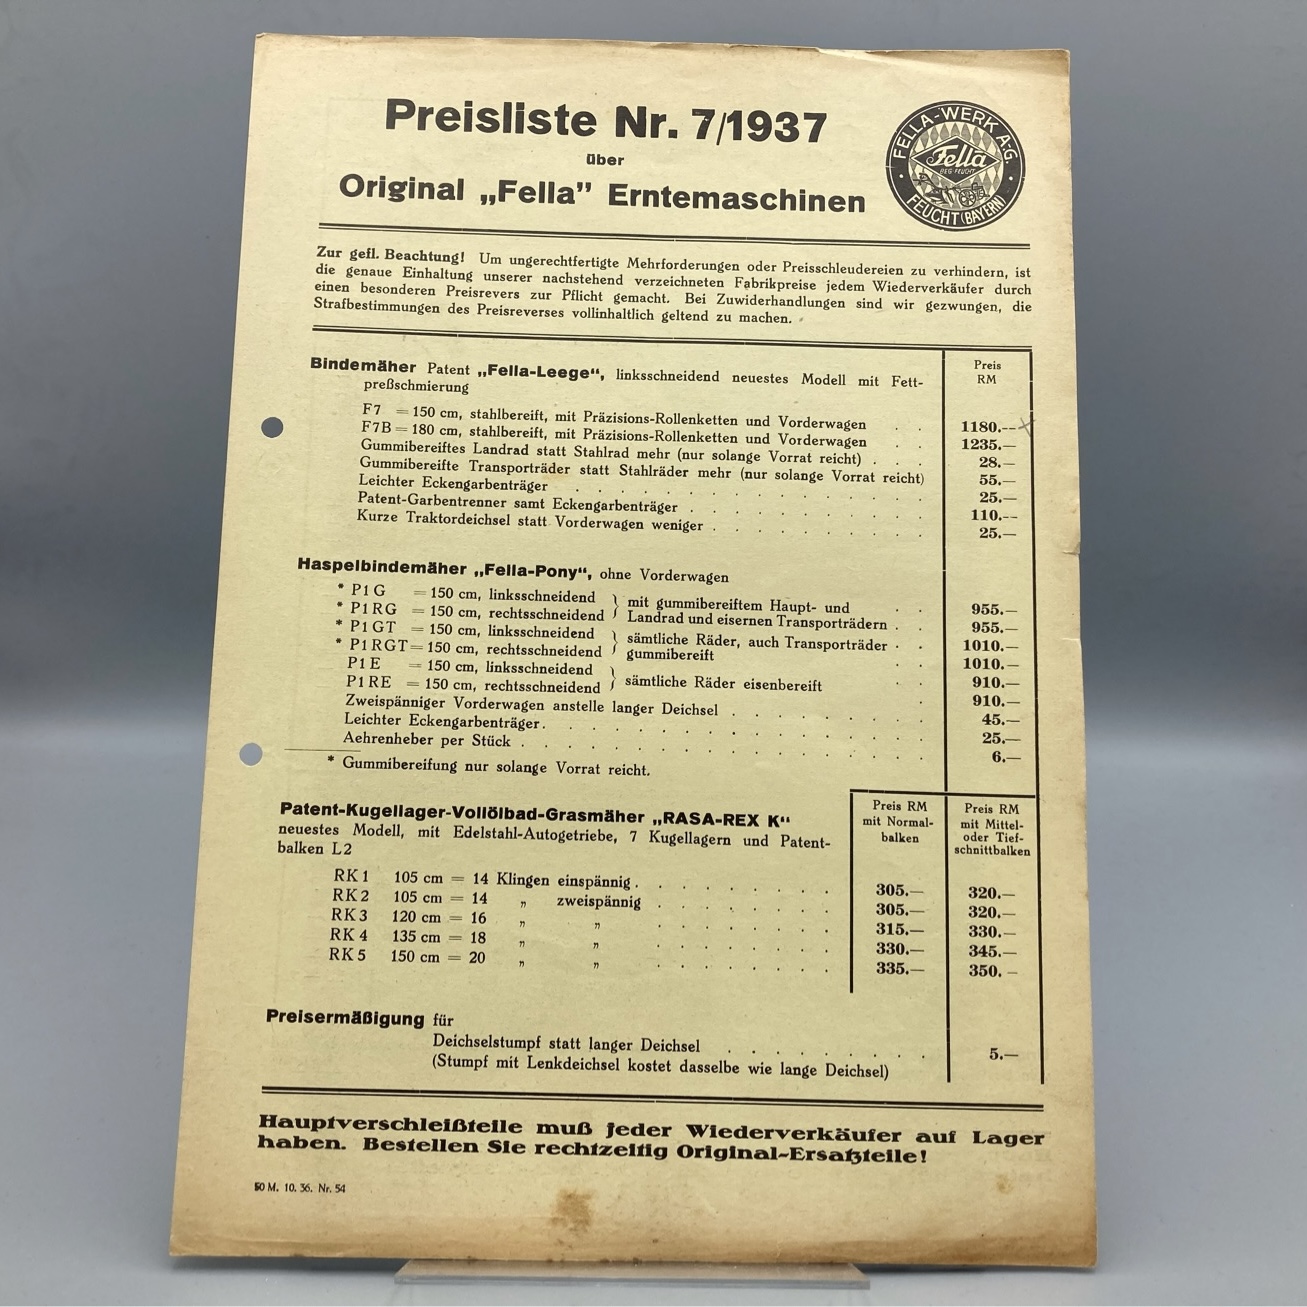 Preisliste Nr. 7/1937
über
Original „Fella” Erntemaschinen
FELLA-WERK A-G.
Fella
FEUCHT (BAYERN)
Zur gefl. Beachtung! Um ungerechtfertigte Mehrforderungen oder Preisschleudereien zu verhindern, ist
die genaue Einhaltung unserer nachstehend verzeichneten Fabrikpreise jedem Wiederverkäufer durch
einen besonderen Preisrevers zur Pflicht gemacht. Bei Zuwiderhandlungen sind wir gezwungen, die
Strafbestimmungen des Preisreverses vollinhaltlich geltend zu machen.
Preis
RM
Bindemäher Patent „Fella-Leege“, linksschneidend neuestes Modell mit Fett-
preßschmierung
F7 = 150 cm, stahlbereift, mit Präzisions-Rollenketten und Vorderwagen . . 1180.--
F7B = 180 cm, stahlbereift, mit Präzisions-Rollenketten und Vorderwagen . . 1235.—
Gummibereiftes Landrad statt Stahlrad mehr (nur solange Vorrat reicht) . . . 28.—
Gummibereifte Transporträder statt Stahlräder mehr (nur solange Vorrat reicht) 55.—
Leichter Eckengarbenträger . . . . . . . . . . . . 25.—
Patent-Garbentrenner samt Eckengarbenträger . . . . . . . . 110.--
Kurze Traktordeichsel statt Vorderwagen weniger . . . . . . . 25.—
Haspelbindemäher „Fella-Pony“, ohne Vorderwagen
* P1G = 150 cm, linksschneidend } mit gummibereiftem Haupt- und . . 955.—
* P1RG = 150 cm, rechtsschneidend } Landrad und eisernen Transporträdern . 955.—
* P1GT = 150 cm, linksschneidend } sämtliche Räder, auch Transporträder . . 1010.—
* P1RGT = 150 cm, rechtsschneidend } gummibereift . . 1010.—
P1E = 150 cm, linksschneidend } sämtliche Räder eisenbereift . . 910.—
P1RE = 150 cm, rechtsschneidend } . 910.—
Zweispänniger Vorderwagen anstelle langer Deichsel . . . . . . 45.—
Leichter Eckengarbenträger . . . . . . . . . . . . 25.—
Aehrenheber per Stück . . . . . . . . . . . . . 6.—
* Gummibereifung nur solange Vorrat reicht.
Patent-Kugellager-Vollölbad-Grasmäher „RASA-REX K“
neuestes Modell, mit Edelstahl-Autogetriebe, 7 Kugellagern und Patent-
balken L2
Preis RM
mit Normal-
balken
Preis RM
mit Mittel-
oder Tief-
schnittbalken
RK1 105 cm = 14 Klingen einspännig . . . . . . . . 305.— 320.—
RK2 105 cm = 14 „ zweispännig . . . . . . . 305.— 320.—
RK3 120 cm = 16 „ „ . . . . . . . 315.— 330.—
RK4 135 cm = 18 „ „ . . . . . . . 330.— 345.—
RK5 150 cm = 20 „ „ . . . . . . . 335.— 350.—
Preisermäßigung für
Deichselstumpf statt langer Deichsel . . . . . . . . 5.—
(Stumpf mit Lenkdeichsel kostet dasselbe wie lange Deichsel)
Hauptverschleißteile muß jeder Wiederverkäufer auf Lager
haben. Bestellen Sie rechtzeitig Original-Ersatzteile!
50 M. 10. 36. Nr. 54